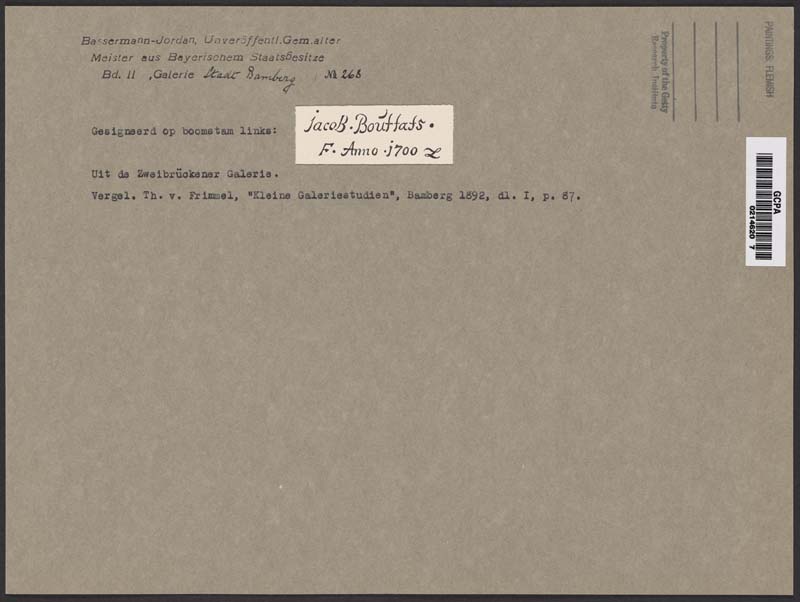 Bassermann-Jordan, Unveröffentl.Gem.alter
Meister aus Bayerischem Staatsbesitze
Bd. II ,Galerie Stadt Bamberg , No 268
Gesigneerd op boomstam links:
jacoB. Bouttats.
F. Anno. j700
Uit de Zweibrückener Galerie.
Vergel. Th. v. Frimmel, "Kleine Galeriestudien", Bamberg 1892, dl. I, p. 87.
Property of the Getty
Research Institute
PAINTINGS: FLEMISH
GCPA
0214620 7